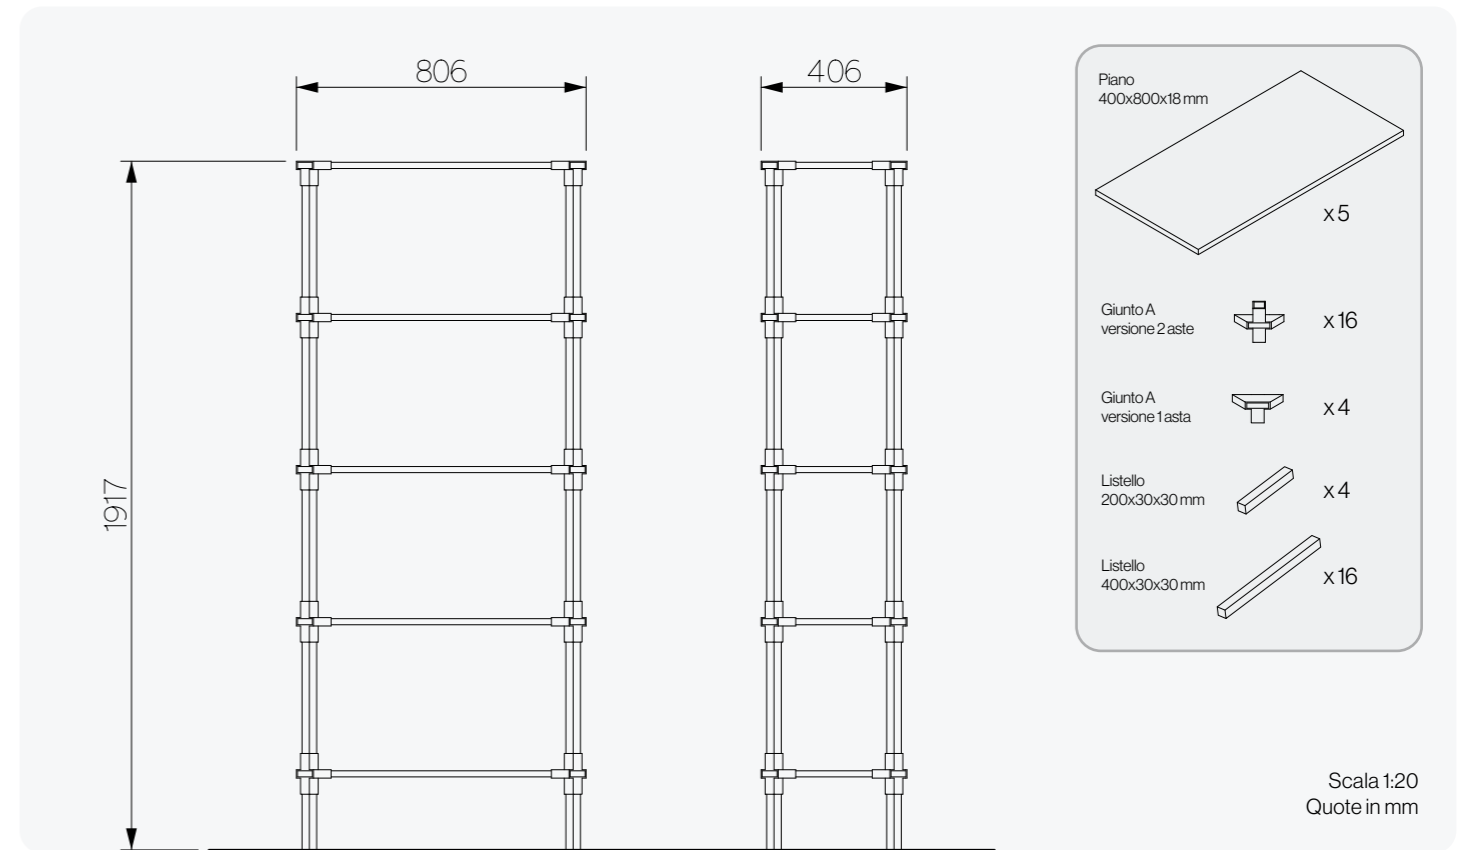 806
406
1917
Piano
400x800x18 mm
x 5
Giunto A
versione 2 aste
x 16
Giunto A
versione 1 asta
x 4
Listello
200x30x30 mm
x 4
Listello
400x30x30 mm
x 16
Scala 1:20
Quote in mm